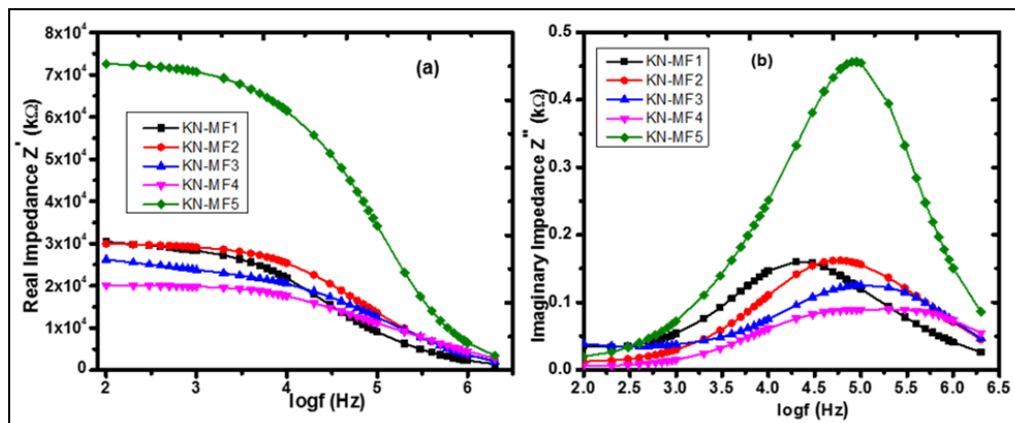 (a)
Real Impedance Z' (kΩ)
8x10⁴
7x10⁴
6x10⁴
5x10⁴
4x10⁴
3x10⁴
2x10⁴
1x10⁴
0
KN-MF1
KN-MF2
KN-MF3
KN-MF4
KN-MF5
2 3 4 5 6
logf (Hz)
(b)
Imaginary Impedance Z" (kΩ)
0.5
0.4
0.3
0.2
0.1
0.0
KN-MF1
KN-MF2
KN-MF3
KN-MF4
KN-MF5
2.0 2.5 3.0 3.5 4.0 4.5 5.0 5.5 6.0 6.5
logf (Hz)